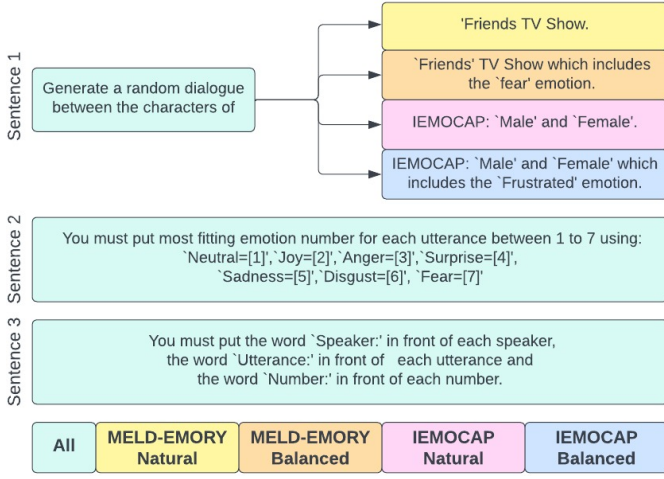 Sentence 1
Generate a random dialogue
between the characters of
'Friends TV Show.
`Friends' TV Show which includes
the `fear' emotion.
IEMOCAP: `Male' and `Female'.
IEMOCAP: `Male' and `Female' which
includes the `Frustrated' emotion.
Sentence 2
You must put most fitting emotion number for each utterance between 1 to 7 using:
`Neutral=[1]',`Joy=[2]',`Anger=[3]',`Surprise=[4]',
`Sadness=[5]',`Disgust=[6]', `Fear=[7]'
Sentence 3
You must put the word `Speaker:' in front of each speaker,
the word `Utterance:' in front of each utterance and
the word `Number:' in front of each number.
All
MELD-EMORY
Natural
MELD-EMORY
Balanced
IEMOCAP
Natural
IEMOCAP
Balanced